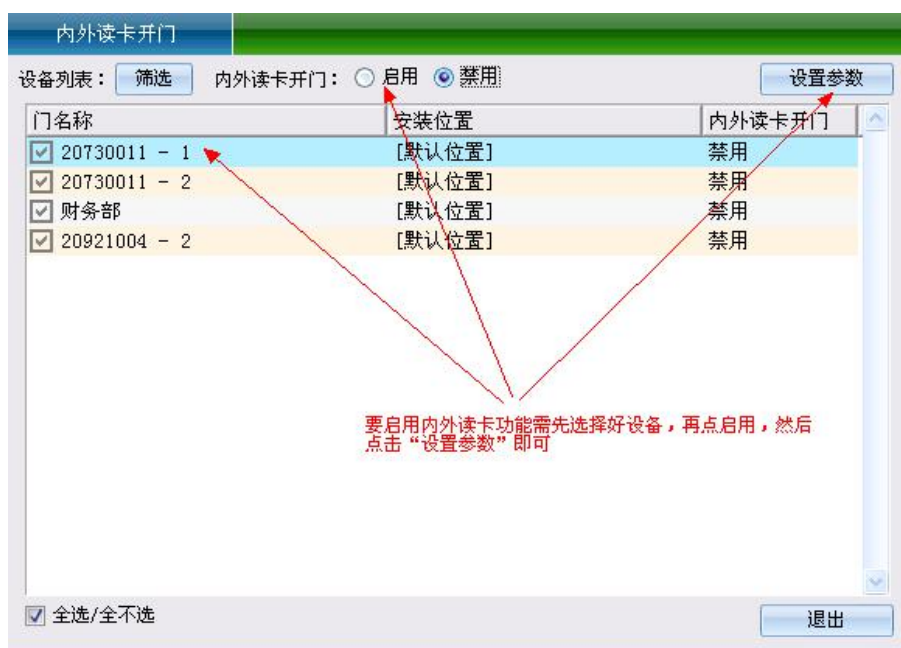 内外读卡开门
设备列表： 筛选 内外读卡开门： 启用 禁用 设置参数
门名称 安装位置 内外读卡开门
20730011 - 1 [默认位置] 禁用
20730011 - 2 [默认位置] 禁用
财务部 [默认位置] 禁用
20921004 - 2 [默认位置] 禁用
要启用内外读卡功能需先选择好设备，再点启用，然后
点击“设置参数”即可
全选/全不选 退出